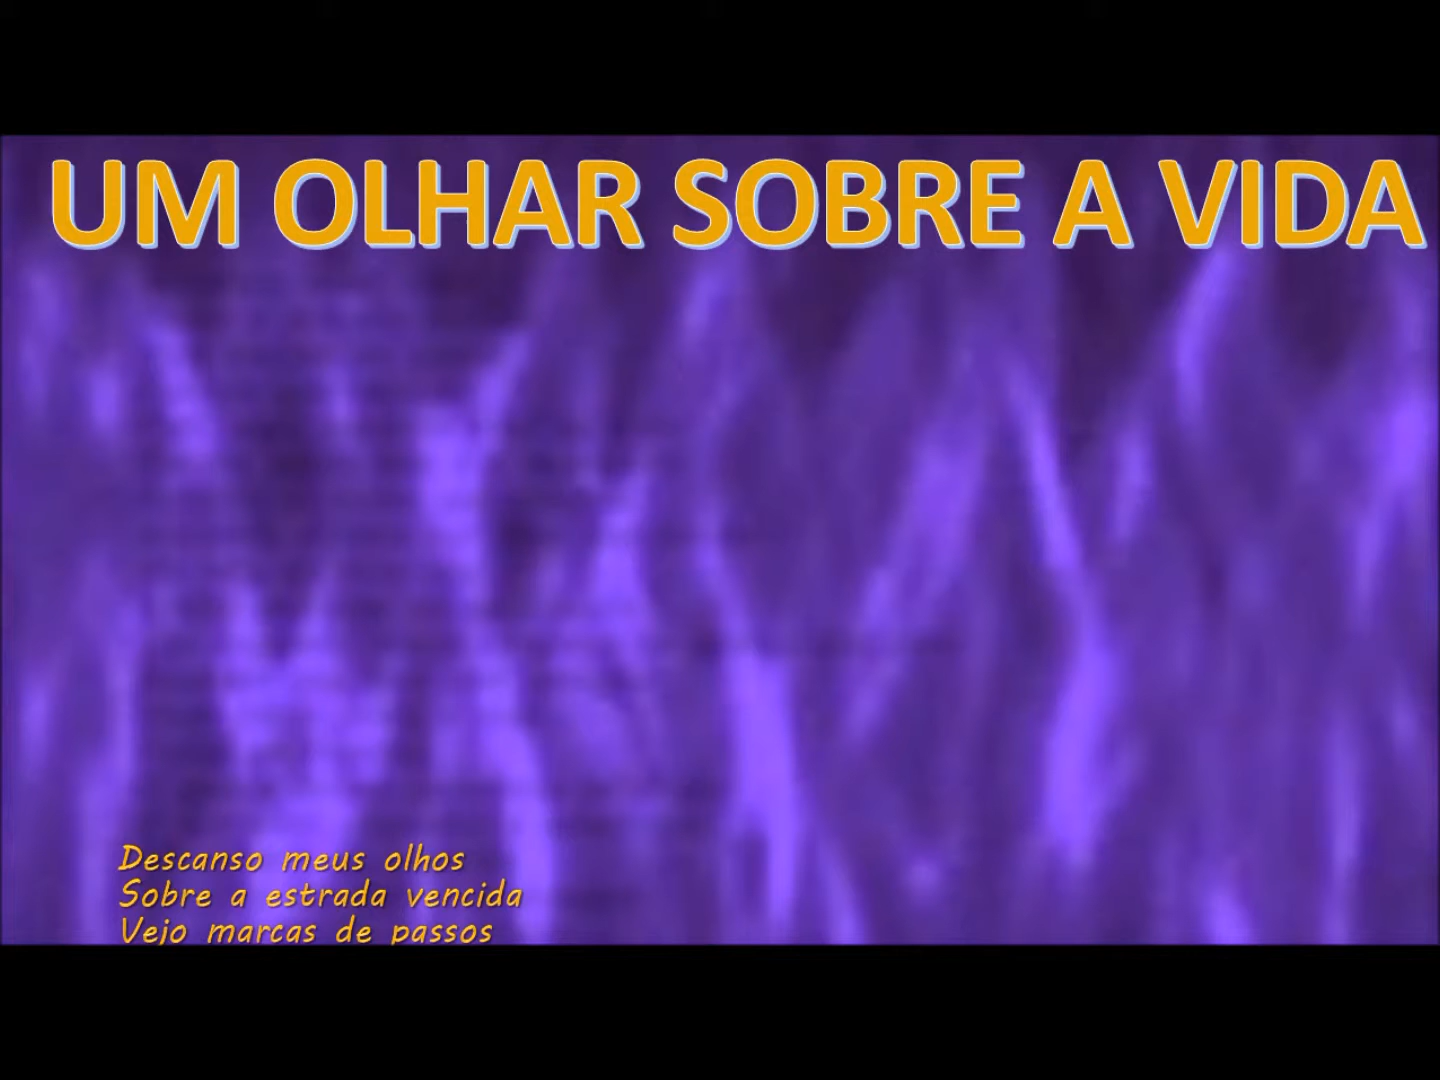 UM OLHAR SOBRE A VIDA
Descanso meus olhos
Sobre a estrada vencida
Vejo marcas de passos